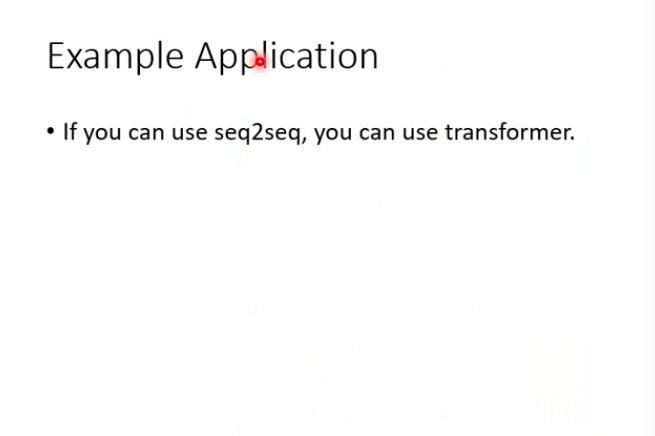 Example Application
• If you can use seq2seq, you can use transformer.